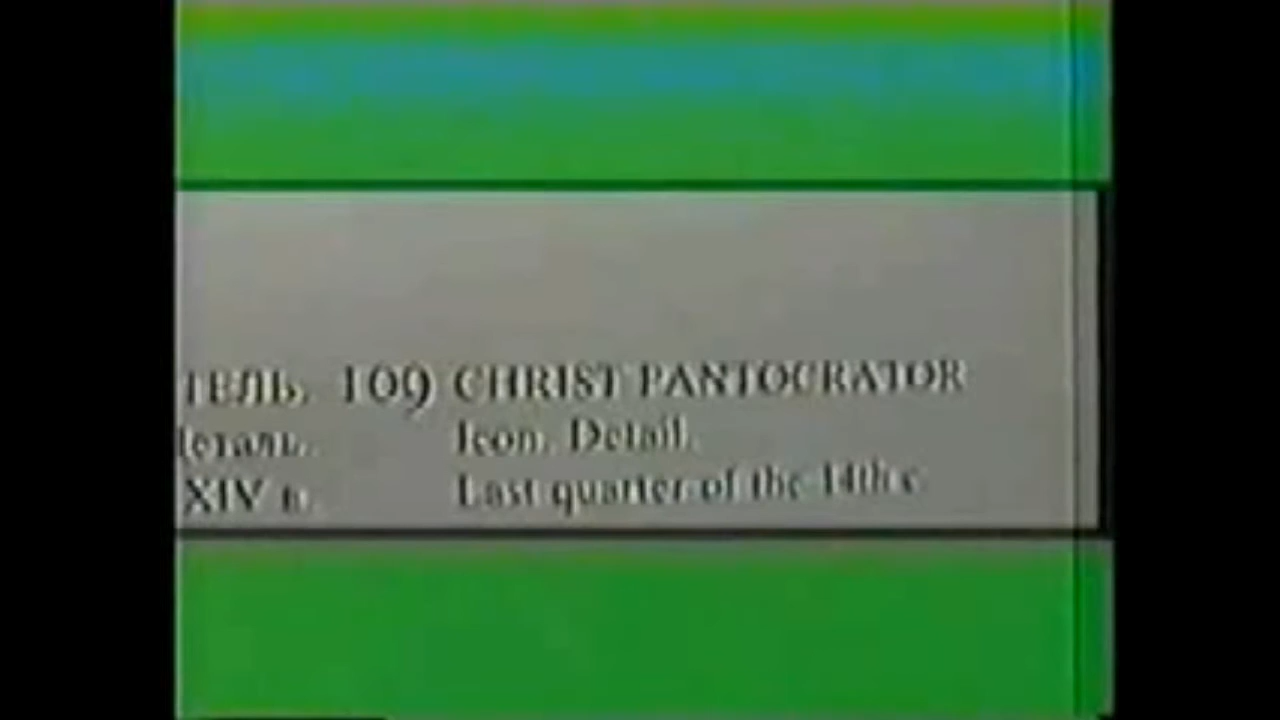 ТЕЛЬ. 109 CHRIST PANTOCRATOR
Деталь. Icon. Detail.
XIV в. Last quarter of the 14th c.